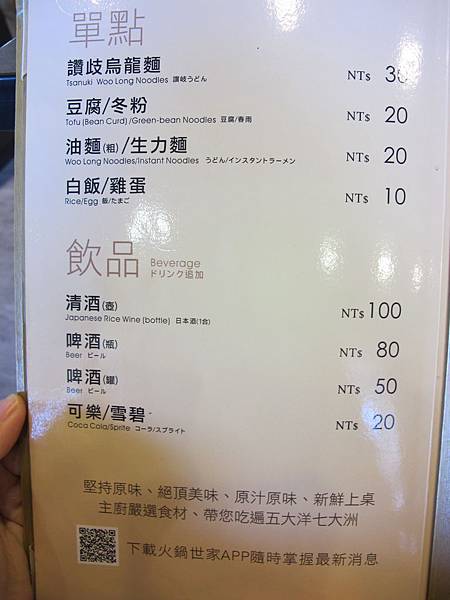 單點
讚歧烏龍麵 NT$ 30
Tsanuki Woo Long Noodles 讚岐うどん
豆腐/冬粉 NT$ 20
Tofu (Bean Curd) /Green-bean Noodles 豆腐/春雨
油麵(粗)/生力麵 NT$ 20
Woo Long Noodles/Instant Noodles うどん/インスタントラーメン
白飯/雞蛋 NT$ 10
Rice/Egg 飯/たまご
飲品 Beverage
ドリンク追加
清酒(壺) NT$ 100
Japanese Rice Wine (bottle) 日本酒(1合)
啤酒(瓶) NT$ 80
Beer ビール
啤酒(罐) NT$ 50
Beer ビール
可樂/雪碧 NT$ 20
Coca Cola/Sprite コーラ/スプライト
堅持原味、絕頂美味、原汁原味、新鮮上桌
主廚嚴選食材、帶您吃遍五大洋七大洲
下載火鍋世家APP隨時掌握最新消息